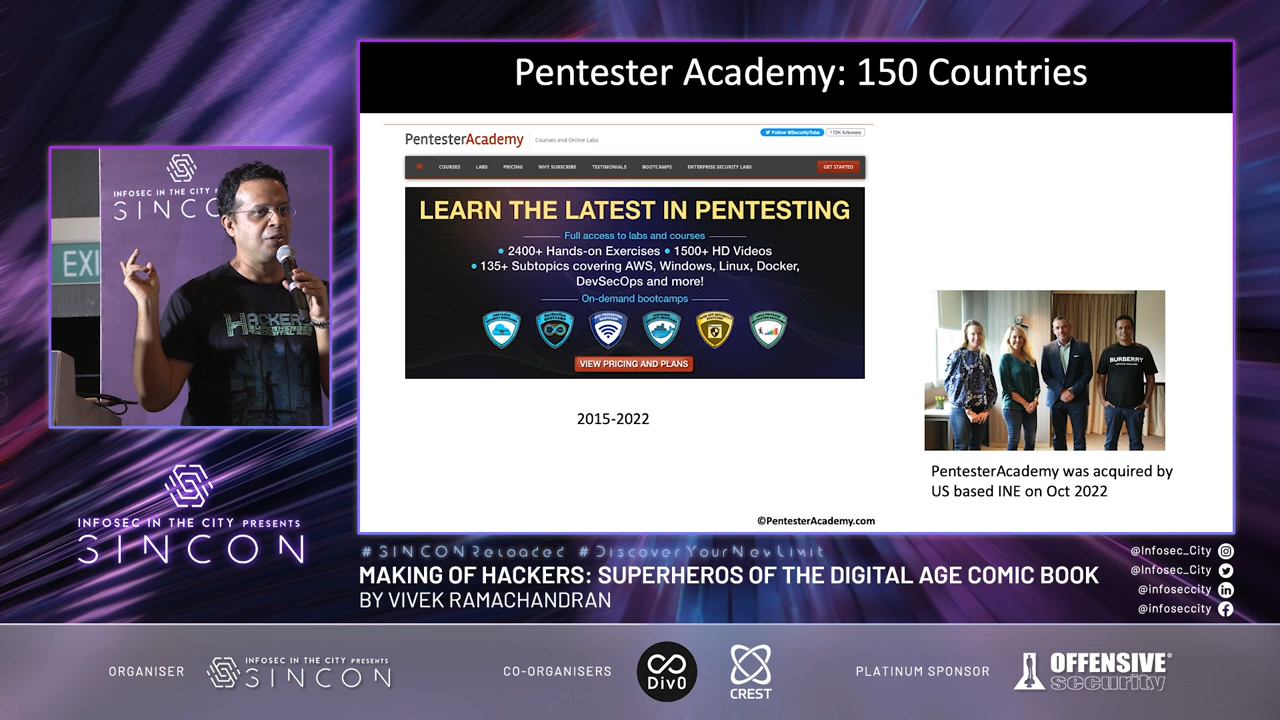 Pentester Academy: 150 Countries
PentesterAcademy
Courses and Online Labs
Follow @SecurityTube
172K followers
COURSES LABS PRICING WHY SUBSCRIBE TESTIMONIALS BOOTCAMPS ENTERPRISE SECURITY LABS GET STARTED
LEARN THE LATEST IN PENTESTING
Full access to labs and courses
• 2400+ Hands-on Exercises • 1500+ HD Videos
• 135+ Subtopics covering AWS, Windows, Linux, Docker,
DevSecOps and more!
On-demand bootcamps
VIEW PRICING AND PLANS
2015-2022
BURBERRY
PentesterAcademy was acquired by
US based INE on Oct 2022
©PentesterAcademy.com
INFOSEC IN THE CITY
SINC
EXI
HACKERS
INFOSEC IN THE CITY PRESENTS
SINCON
#SINCONReloaded #DiscoverYourNewLimit
MAKING OF HACKERS: SUPERHEROS OF THE DIGITAL AGE COMIC BOOK
BY VIVEK RAMACHANDRAN
@Infosec_City
@Infosec_City
@infoseccity
@infoseccity
ORGANISER
INFOSEC IN THE CITY PRESENTS
SINCON
CO-ORGANISERS
Div0
CREST
PLATINUM SPONSOR
OFFENSIVE®
security